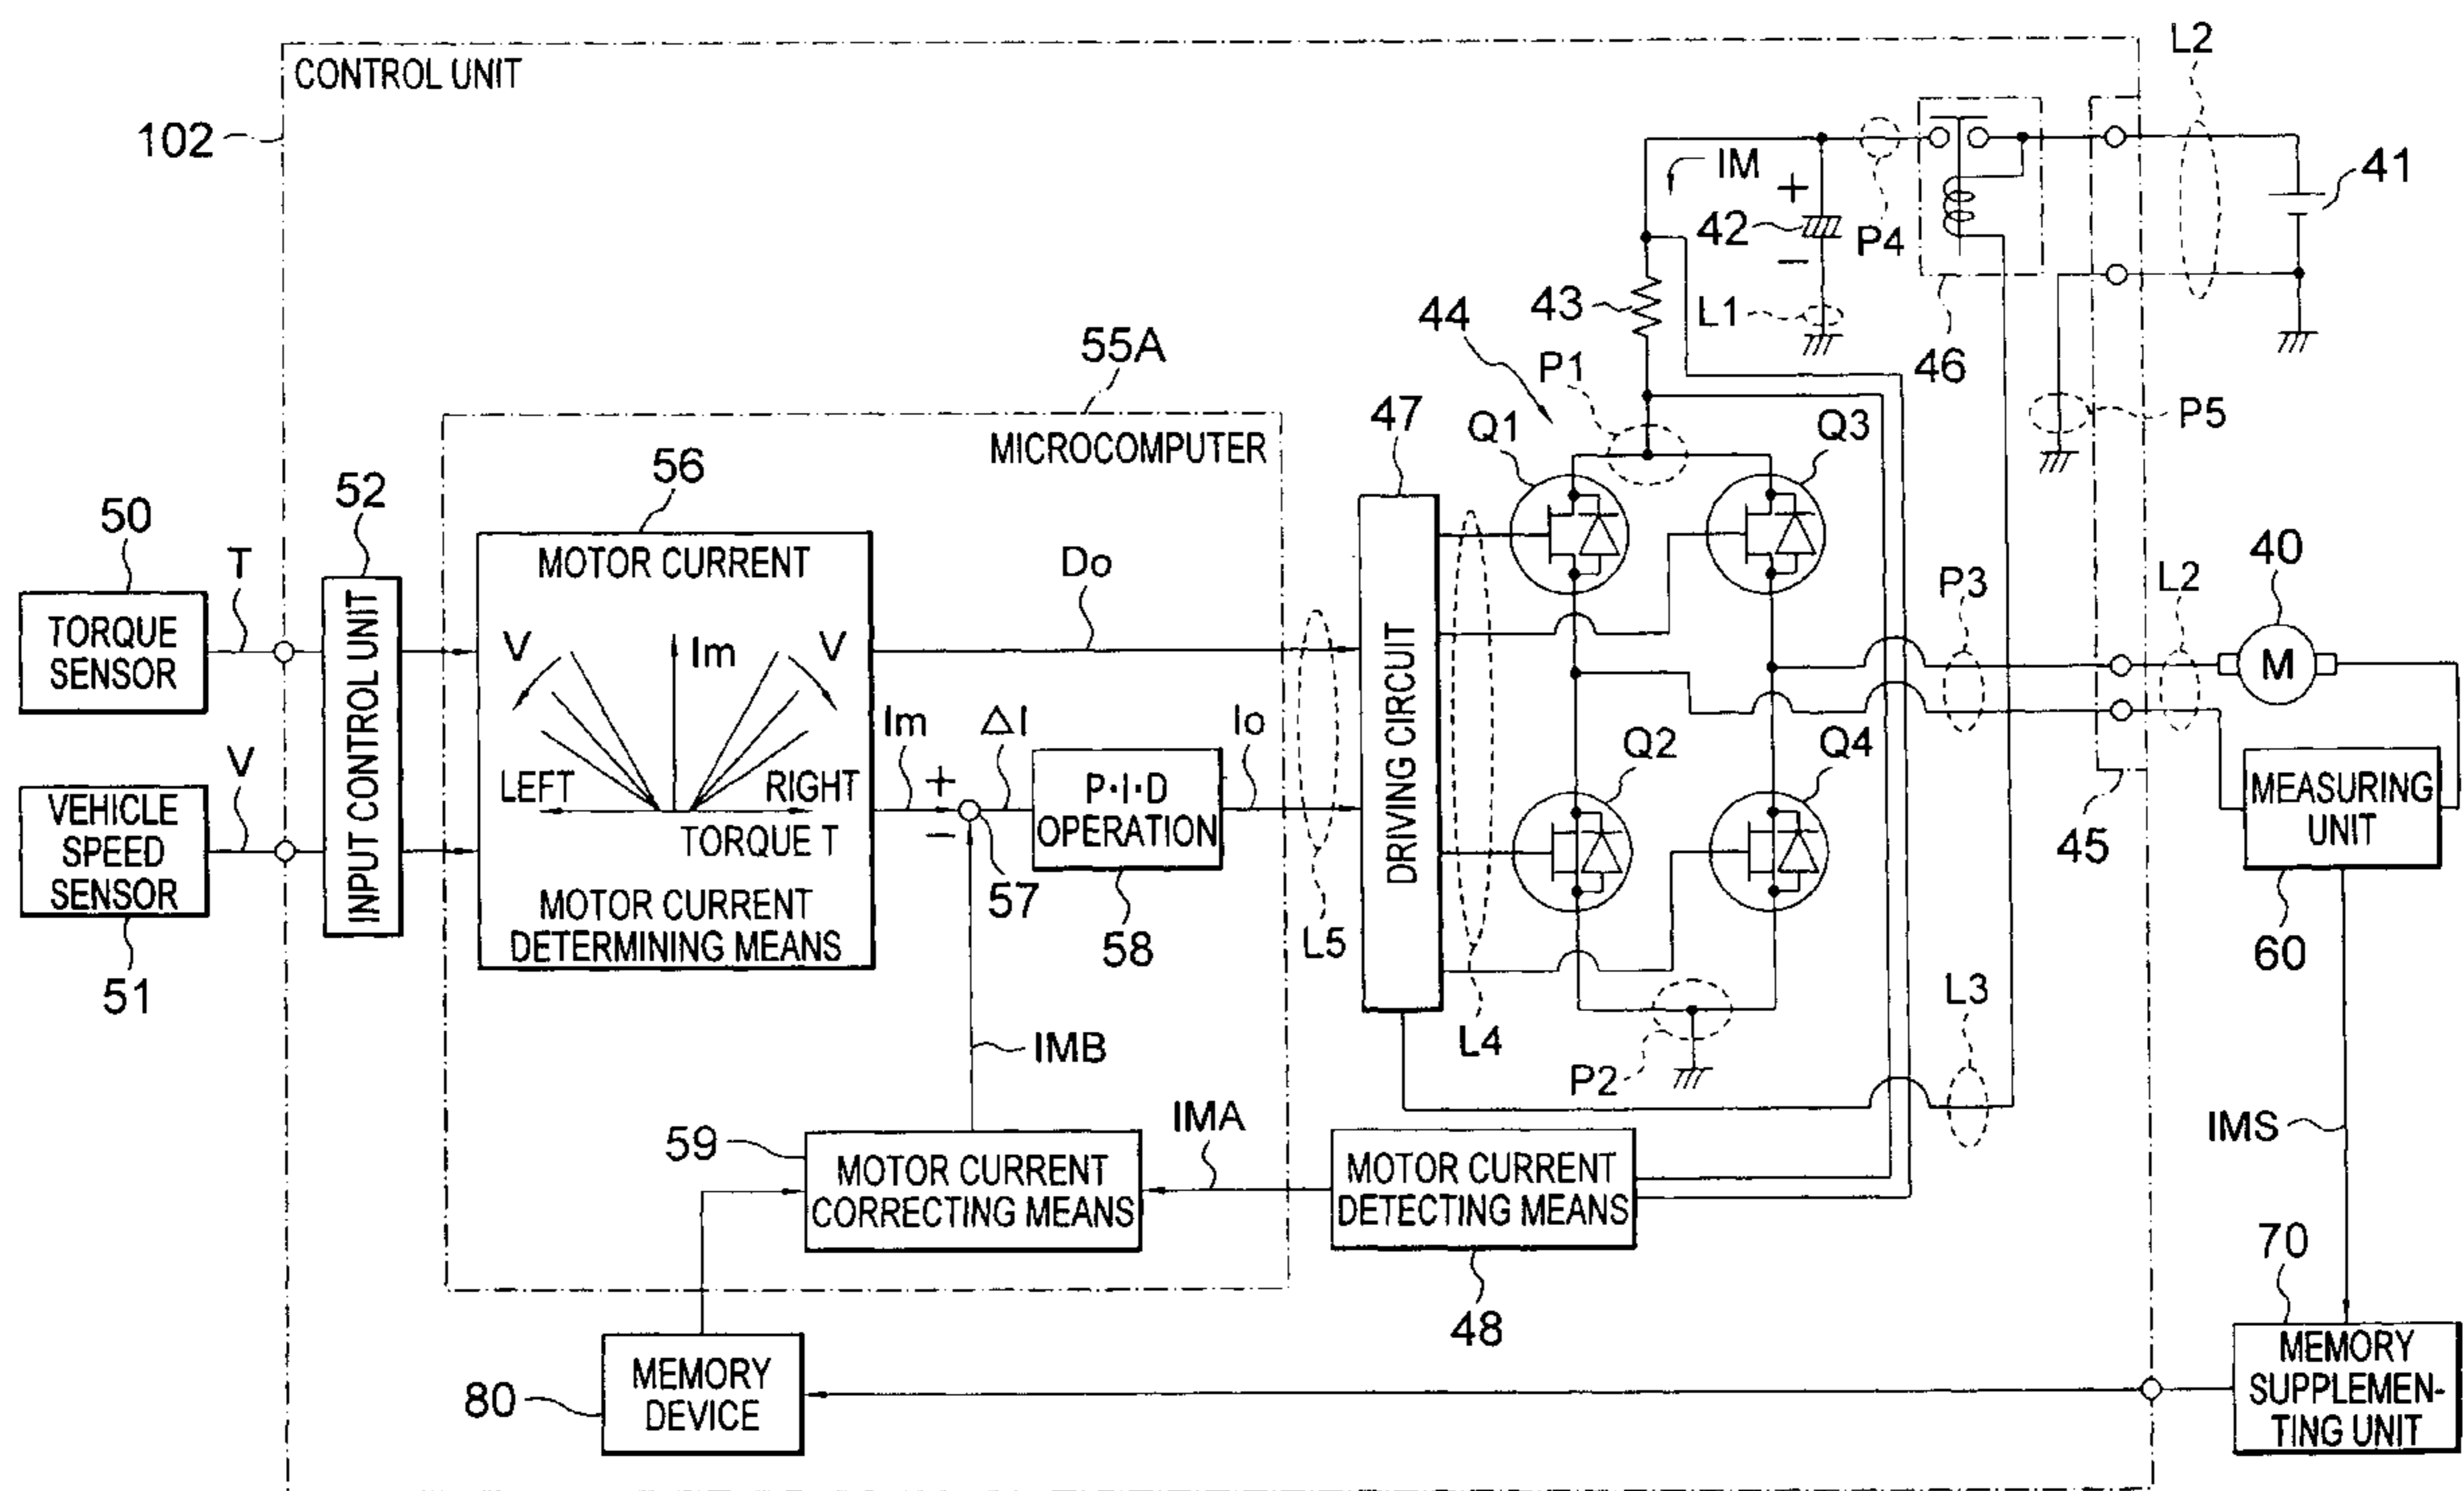 CONTROL UNIT
102
L2
IM
+
42
−
P4
41
43
L1
44
46
P1
P5
55A
MICROCOMPUTER
47
Q1
Q3
50
T
TORQUE
SENSOR
52
INPUT CONTROL UNIT
56
MOTOR CURRENT
V
Im
V
LEFT
RIGHT
TORQUE T
MOTOR CURRENT
DETERMINING MEANS
Do
V
VEHICLE
SPEED
SENSOR
51
Im
+
−
ΔI
57
P·I·D
OPERATION
58
Io
L5
DRIVING CIRCUIT
L4
Q2
Q4
P2
P3
L2
40
M
MEASURING
UNIT
45
60
L3
IMB
IMA
59
MOTOR CURRENT
CORRECTING MEANS
MOTOR CURRENT
DETECTING MEANS
48
IMS
70
MEMORY
SUPPLEMEN-
TING UNIT
80
MEMORY
DEVICE